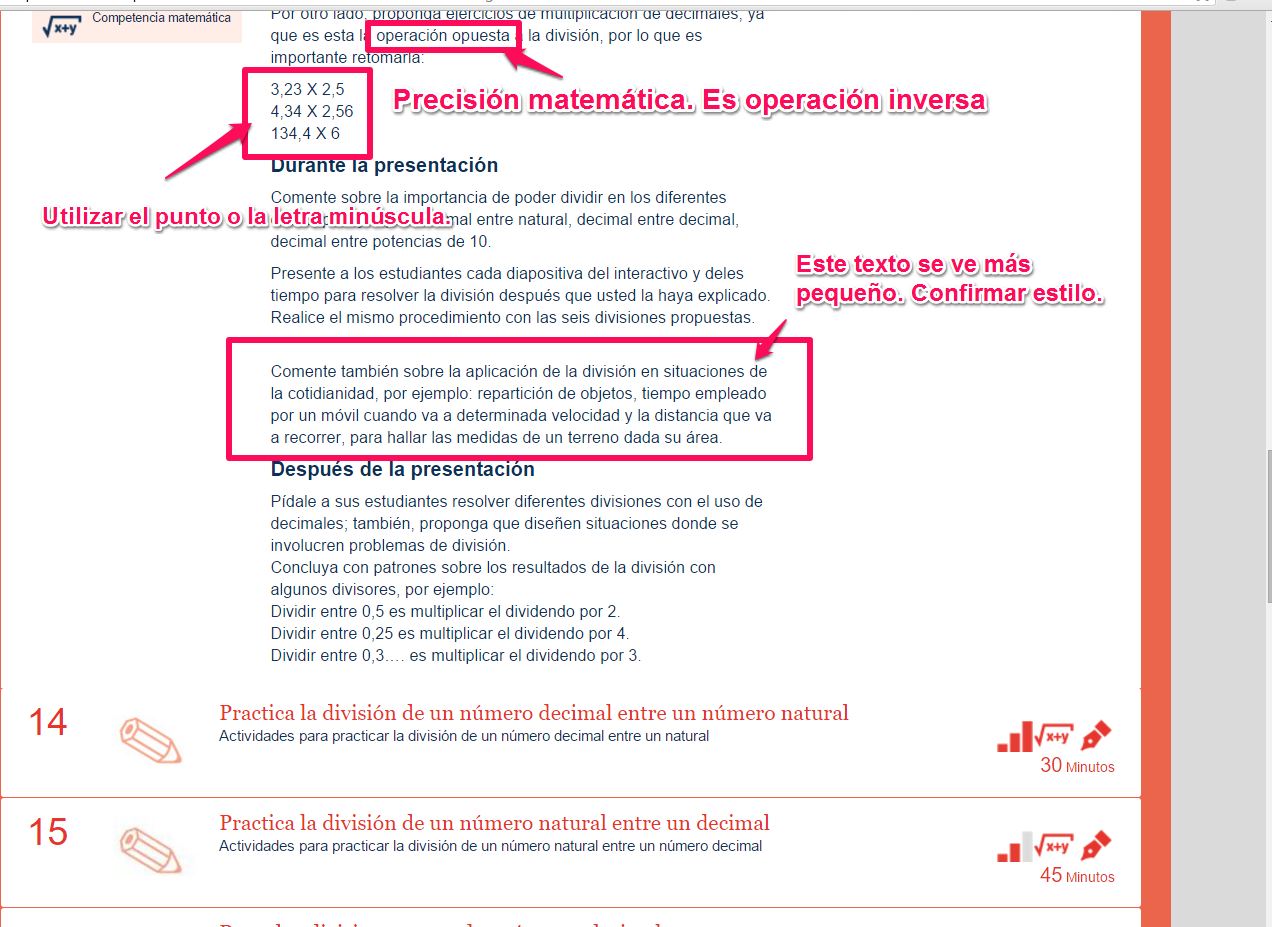 Competencia matemática
√x+y
Por otro lado, proponga ejercicios de multiplicación de decimales, ya
que es esta la operación opuesta a la división, por lo que es
importante retomarla:
3,23 X 2,5
4,34 X 2,56
134,4 X 6
Precisión matemática. Es operación inversa
Durante la presentación
Comente sobre la importancia de poder dividir en los diferentes
Utilizar el punto o la letra minúscula.
mal entre natural, decimal entre decimal,
decimal entre potencias de 10.
Presente a los estudiantes cada diapositiva del interactivo y deles
tiempo para resolver la división después que usted la haya explicado.
Realice el mismo procedimiento con las seis divisiones propuestas.
Este texto se ve más
pequeño. Confirmar estilo.
Comente también sobre la aplicación de la división en situaciones de
la cotidianidad, por ejemplo: repartición de objetos, tiempo empleado
por un móvil cuando va a determinada velocidad y la distancia que va
a recorrer, para hallar las medidas de un terreno dada su área.
Después de la presentación
Pídale a sus estudiantes resolver diferentes divisiones con el uso de
decimales; también, proponga que diseñen situaciones donde se
involucren problemas de división.
Concluya con patrones sobre los resultados de la división con
algunos divisores, por ejemplo:
Dividir entre 0,5 es multiplicar el dividendo por 2.
Dividir entre 0,25 es multiplicar el dividendo por 4.
Dividir entre 0,3.... es multiplicar el dividendo por 3.
14
Practica la división de un número decimal entre un número natural
Actividades para practicar la división de un número decimal entre un natural
√x+y
30 Minutos
15
Practica la división de un número natural entre un decimal
Actividades para practicar la división de un número natural entre un número decimal
√x+y
45 Minutos